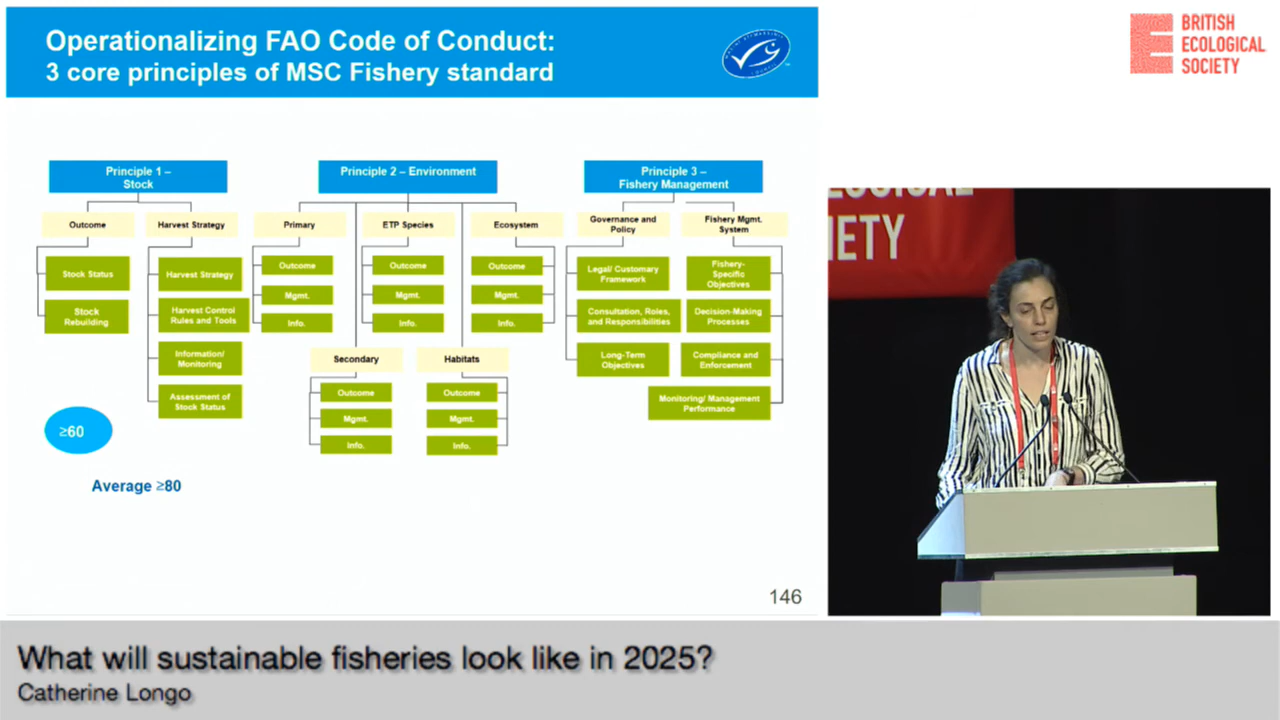 Operationalizing FAO Code of Conduct:
3 core principles of MSC Fishery standard
BRITISH
ECOLOGICAL
SOCIETY
Principle 1 –
Stock
Principle 2 – Environment
Principle 3 –
Fishery Management
Outcome
Harvest Strategy
Primary
ETP Species
Ecosystem
Governance and
Policy
Fishery Mgmt.
System
Stock Status
Stock
Rebuilding
Harvest Strategy
Harvest Control
Rules and Tools
Information/
Monitoring
Assessment of
Stock Status
Outcome
Mgmt.
Info.
Outcome
Mgmt.
Info.
Outcome
Mgmt.
Info.
Secondary
Habitats
Outcome
Mgmt.
Info.
Outcome
Mgmt.
Info.
Legal/ Customary
Framework
Consultation, Roles,
and Responsibilities
Long-Term
Objectives
Fishery-
Specific
Objectives
Decision-Making
Processes
Compliance and
Enforcement
Monitoring/ Management
Performance
≥60
Average ≥80
146
What will sustainable fisheries look like in 2025?
Catherine Longo